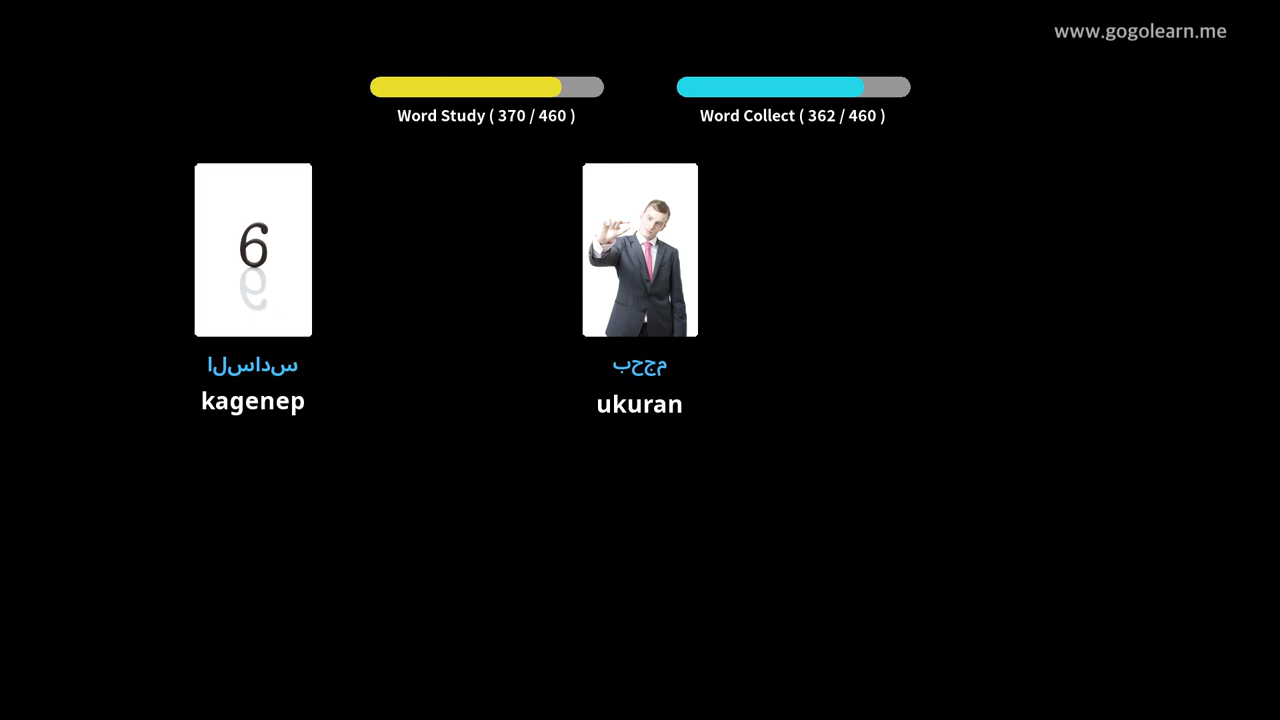 www.gogolearn.me
Word Study ( 370 / 460 )
Word Collect ( 362 / 460 )
6
السادس
kagenep
بحجم
ukuran